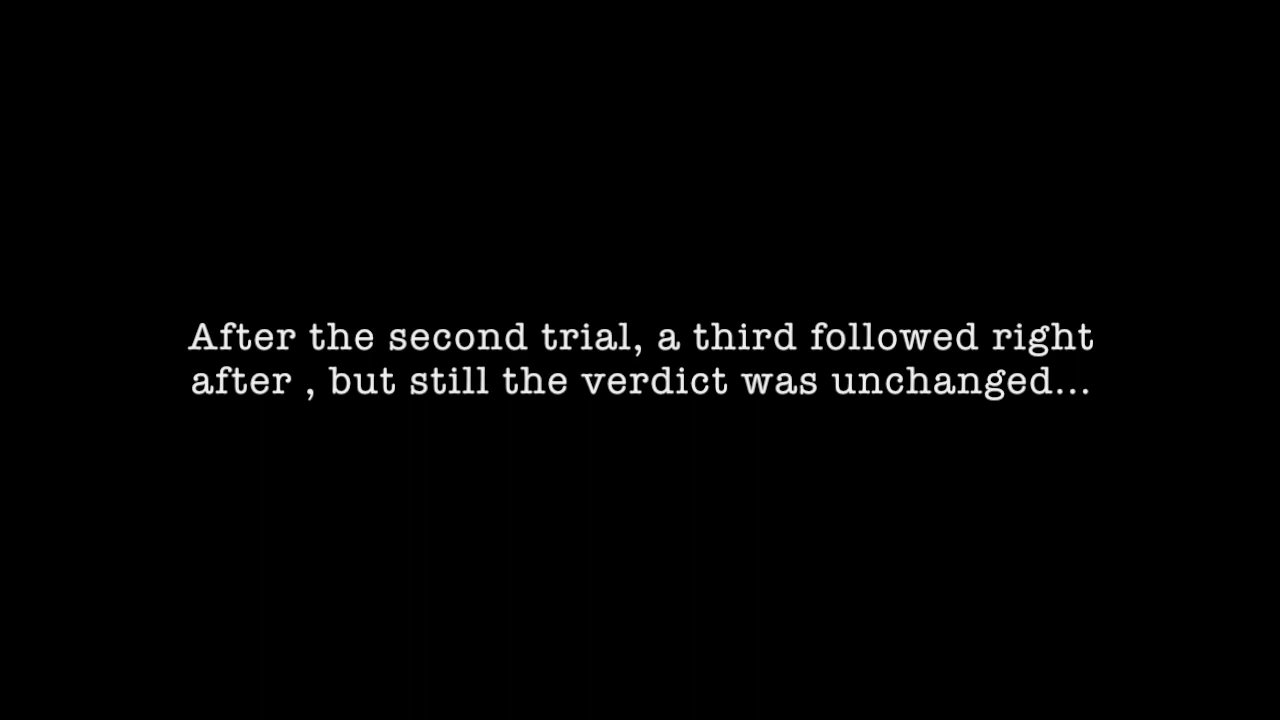 After the second trial, a third followed right
after , but still the verdict was unchanged...